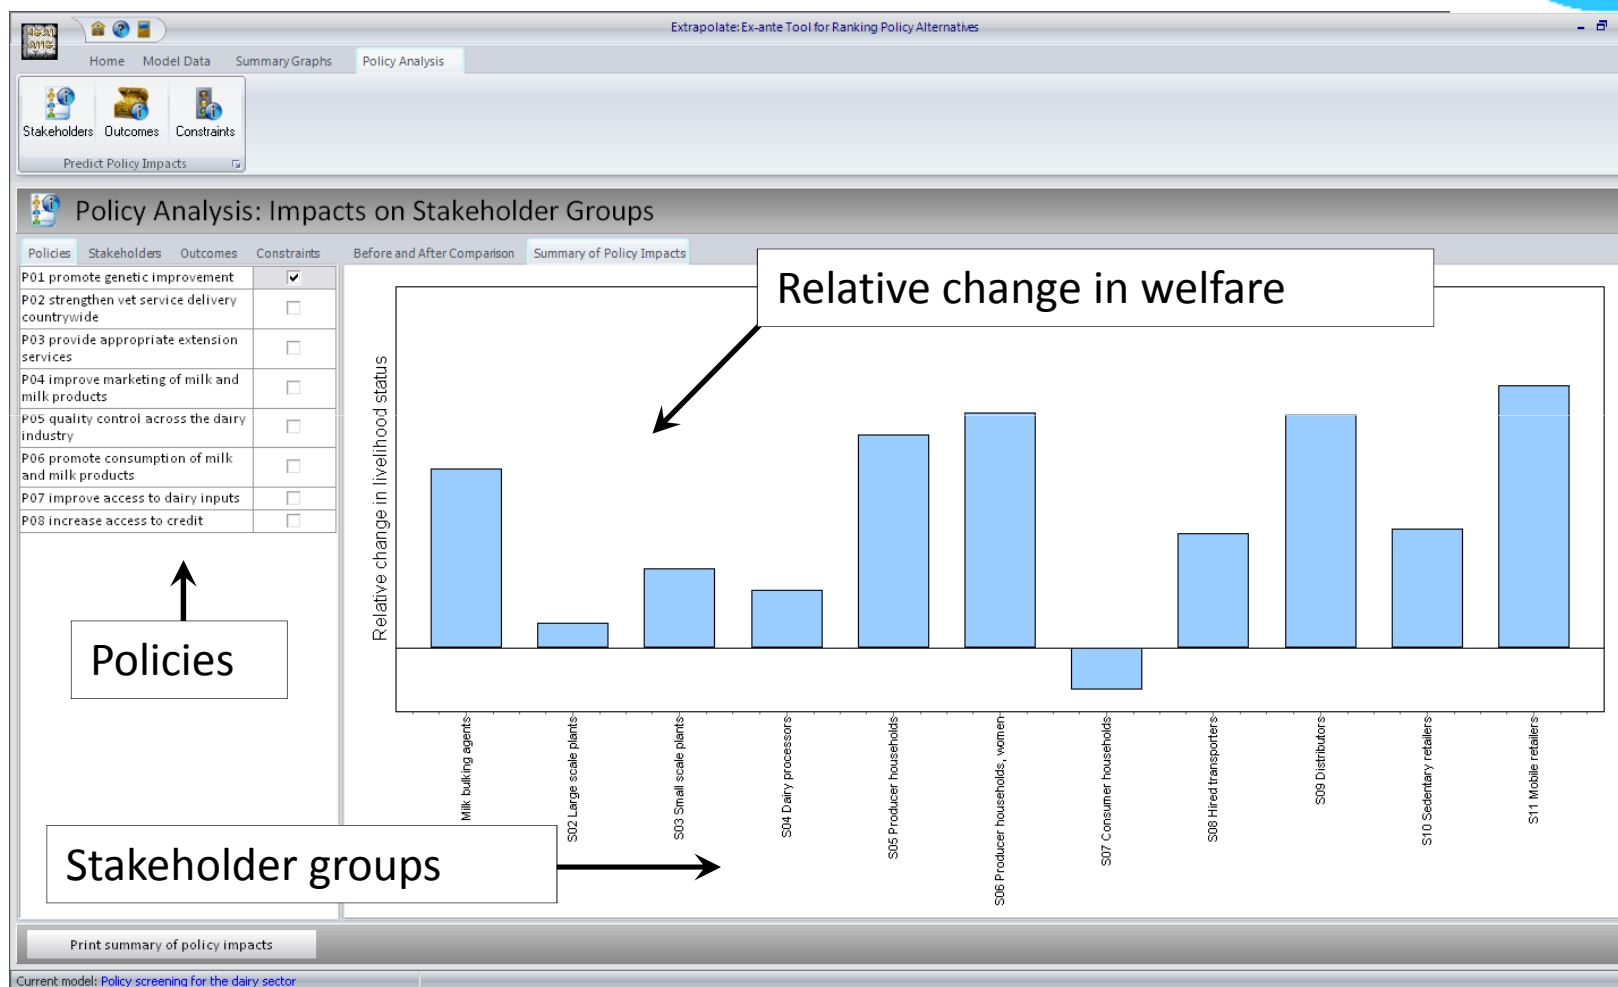 Extrapolate: Ex-ante Tool for Ranking Policy Alternatives
Home Model Data Summary Graphs Policy Analysis
Stakeholders Outcomes Constraints
Predict Policy Impacts
Policy Analysis: Impacts on Stakeholder Groups
Policies Stakeholders Outcomes Constraints
Before and After Comparison Summary of Policy Impacts
P01 promote genetic improvement
P02 strengthen vet service delivery
countrywide
P03 provide appropriate extension
services
P04 improve marketing of milk and
milk products
P05 quality control across the dairy
industry
P06 promote consumption of milk
and milk products
P07 improve access to dairy inputs
P08 increase access to credit
Relative change in welfare
Relative change in livelihood status
Policies
Stakeholder groups
Milk bulking agents
S02 Large scale plants
S03 Small scale plants
S04 Dairy processors
S05 Producer households
S06 Producer households, women
S07 Consumer households
S08 Hired transporters
S09 Distributors
S10 Sedentary retailers
S11 Mobile retailers
Print summary of policy impacts
Current model: Policy screening for the dairy sector